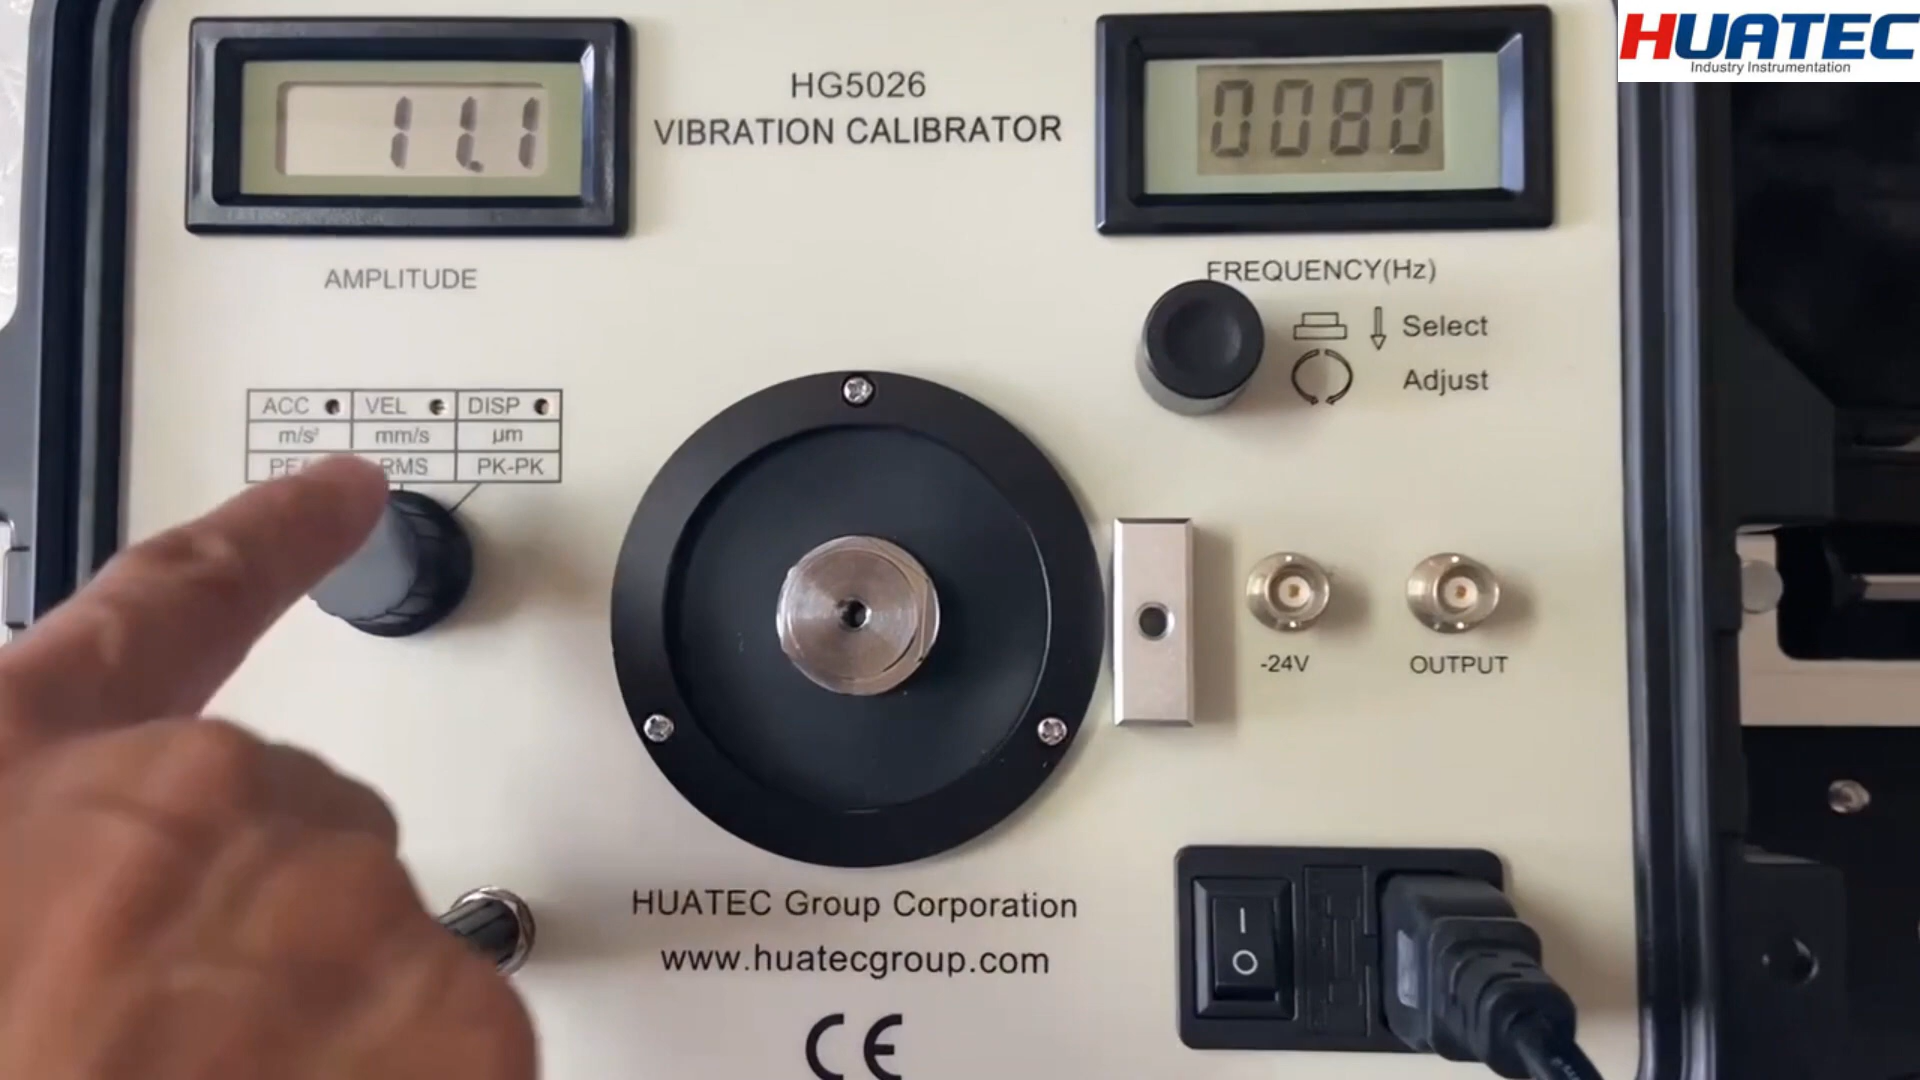 HUATEC
Industry Instrumentation
11.1
HG5026
VIBRATION CALIBRATOR
0080
AMPLITUDE
FREQUENCY(Hz)
Select
Adjust
ACC VEL DISP
m/s² mm/s µm
RMS PK-PK
-24V OUTPUT
HUATEC Group Corporation
www.huatecgroup.com
CE